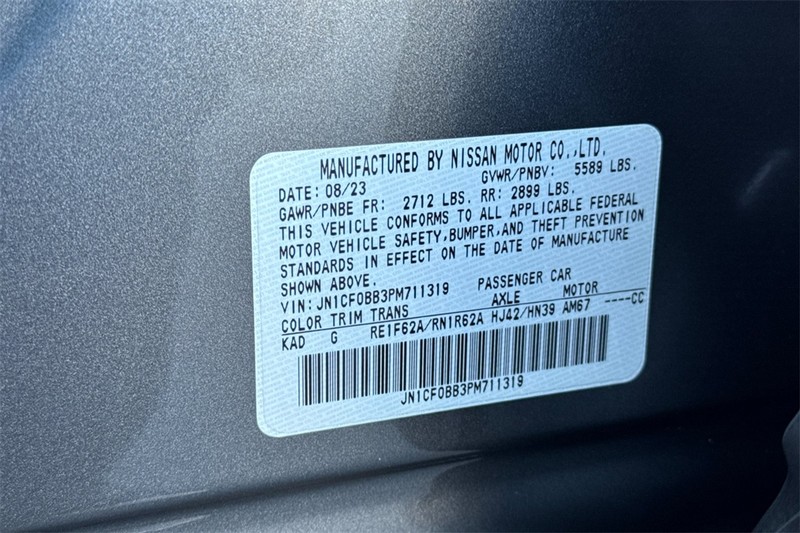 MANUFACTURED BY NISSAN MOTOR CO.,LTD.
DATE: 08/23 GVWR/PNBV: 5589 LBS.
GAWR/PNBE FR: 2712 LBS. RR: 2899 LBS.
THIS VEHICLE CONFORMS TO ALL APPLICABLE FEDERAL
MOTOR VEHICLE SAFETY,BUMPER,AND THEFT PREVENTION
STANDARDS IN EFFECT ON THE DATE OF MANUFACTURE
SHOWN ABOVE.
VIN: JN1CF0BB3PM711319 PASSENGER CAR
COLOR TRIM TRANS AXLE MOTOR
KAD G RE1F62A/RN1R62A HJ42/HN39 AM67 ----CC
JN1CF0BB3PM711319